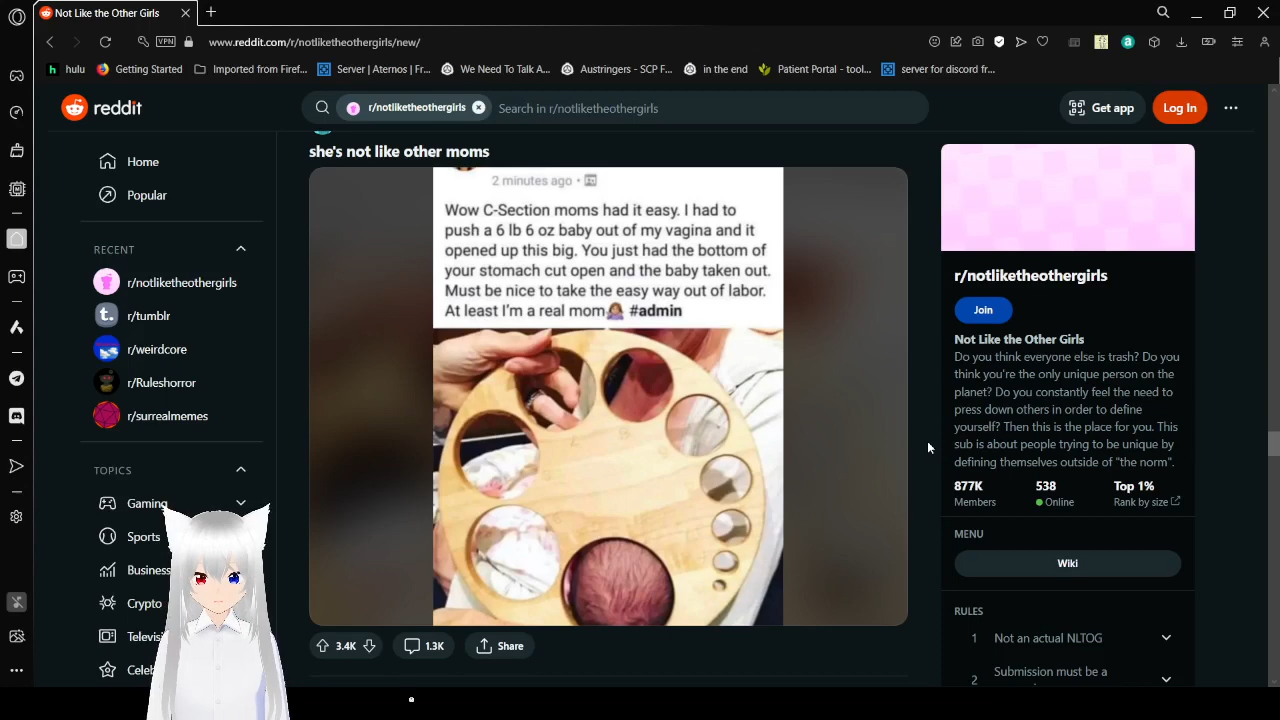 Not Like the Other Girls
VPN
www.reddit.com/r/notliketheothergirls/new/
hulu
Getting Started
Imported from Firef...
Server | Aternos | Fr...
We Need To Talk A...
Austringers - SCP F...
in the end
Patient Portal - tool...
server for discord fr...
reddit
r/notliketheothergirls
Search in r/notliketheothergirls
Get app
Log In
Home
Popular
RECENT
r/notliketheothergirls
r/tumblr
r/weirdcore
r/Ruleshorror
r/surrealmemes
TOPICS
Gaming
Sports
Business
Crypto
Televisi
Celeb
she's not like other moms
2 minutes ago ·
Wow C-Section moms had it easy. I had to
push a 6 lb 6 oz baby out of my vagina and it
opened up this big. You just had the bottom of
your stomach cut open and the baby taken out.
Must be nice to take the easy way out of labor.
At least I'm a real mom #admin
3.4K
1.3K
Share
r/notliketheothergirls
Join
Not Like the Other Girls
Do you think everyone else is trash? Do you
think you're the only unique person on the
planet? Do you constantly feel the need to
press down others in order to define
yourself? Then this is the place for you. This
sub is about people trying to be unique by
defining themselves outside of "the norm".
877K 538 Top 1%
Members Online Rank by size
MENU
Wiki
RULES
1 Not an actual NLTOG
2 Submission must be a